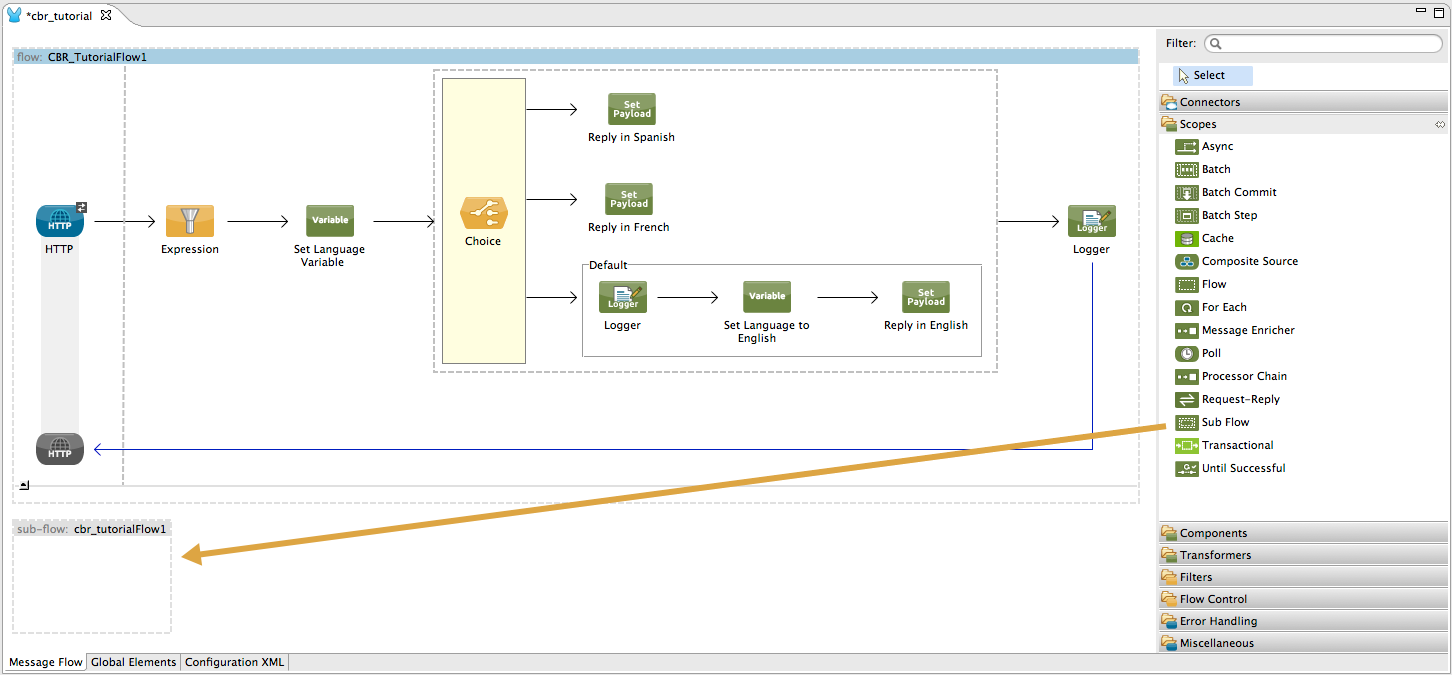 *cbr_tutorial
Filter:
Select
Connectors
Scopes
Async
Batch
Batch Commit
Batch Step
Cache
Composite Source
Flow
For Each
Message Enricher
Poll
Processor Chain
Request-Reply
Sub Flow
Transactional
Until Successful
Components
Transformers
Filters
Flow Control
Error Handling
Miscellaneous
flow: CBR_TutorialFlow1
HTTP
HTTP
Expression
Variable
Set Language
Variable
Choice
Set
Payload
Reply in Spanish
Set
Payload
Reply in French
Default
Logger
Logger
Variable
Set Language to
English
Set
Payload
Reply in English
Logger
Logger
HTTP
sub-flow: cbr_tutorialFlow1
Message Flow
Global Elements
Configuration XML